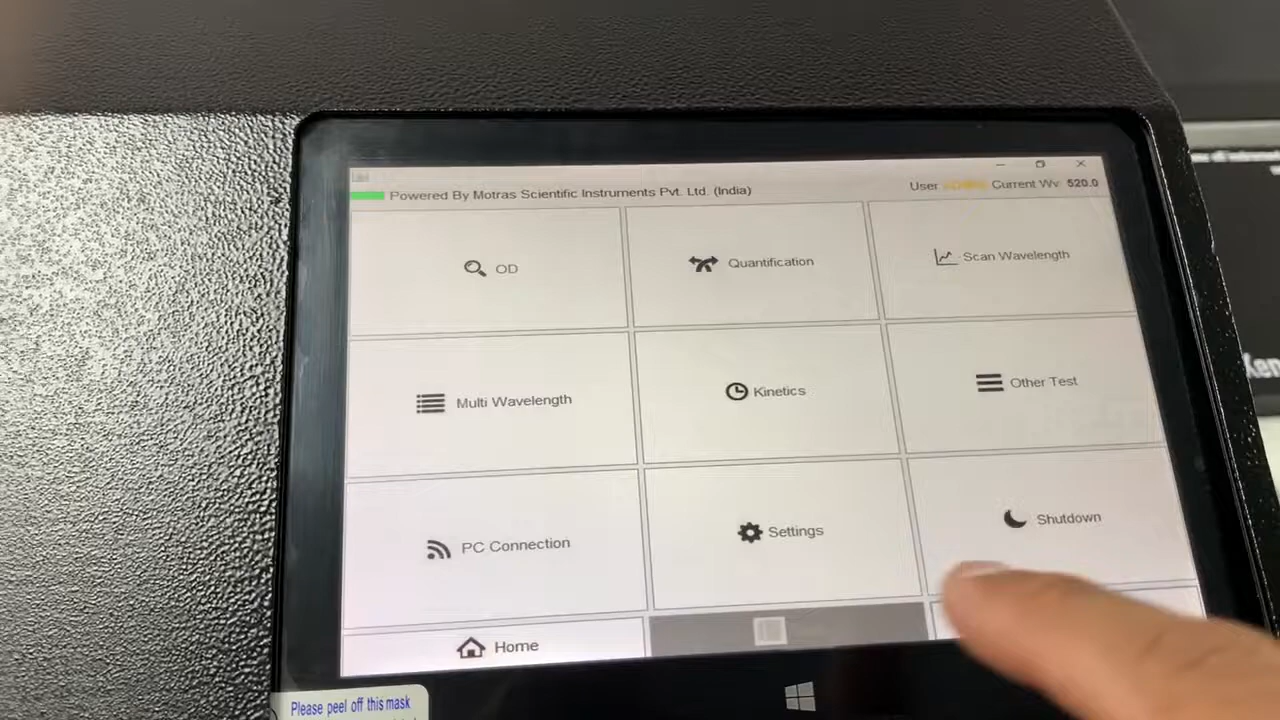 Powered By Motras Scientific Instruments Pvt. Ltd. (India)
User Current Wv 520.0
OD
Quantification
Scan Wavelength
Multi Wavelength
Kinetics
Other Test
PC Connection
Settings
Shutdown
Home
Please peel off this mask